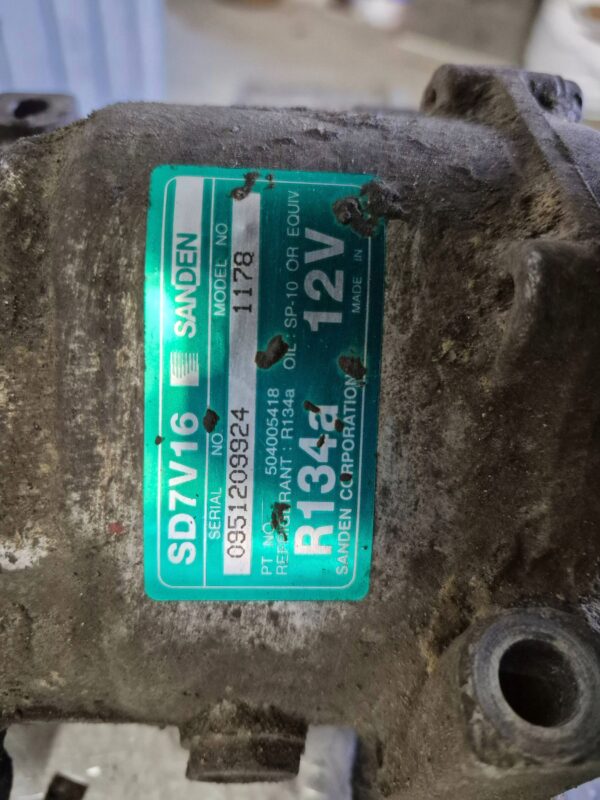 SD7V16 SANDEN
SERIAL NO MODEL NO
0951209924 1178
PT NO 504005418
REFRIGERANT : R134a OIL : SP-10 OR EQUIV
R134a 12V
SANDEN CORPORATION MADE IN